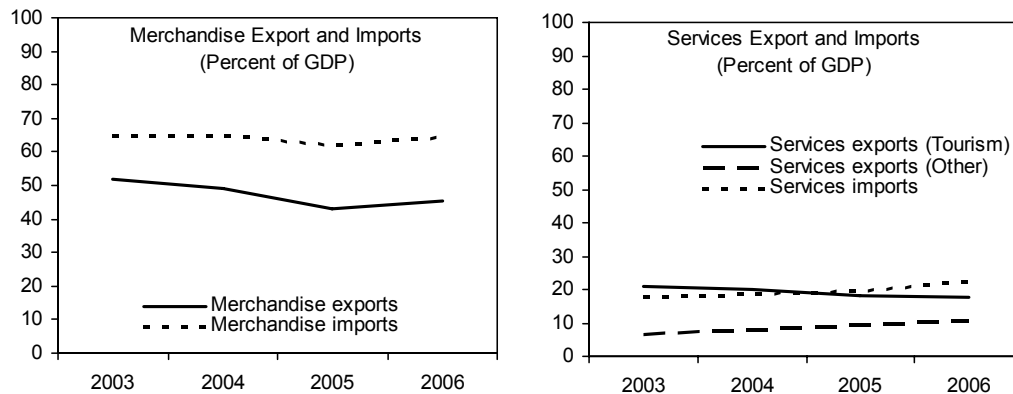 Merchandise Export and Imports
(Percent of GDP)
100
90
80
70
60
50
40
30
20
10
0
Merchandise exports
Merchandise imports
2003 2004 2005 2006
Services Export and Imports
(Percent of GDP)
100
90
80
70
60
50
40
30
20
10
0
Services exports (Tourism)
Services exports (Other)
Services imports
2003 2004 2005 2006